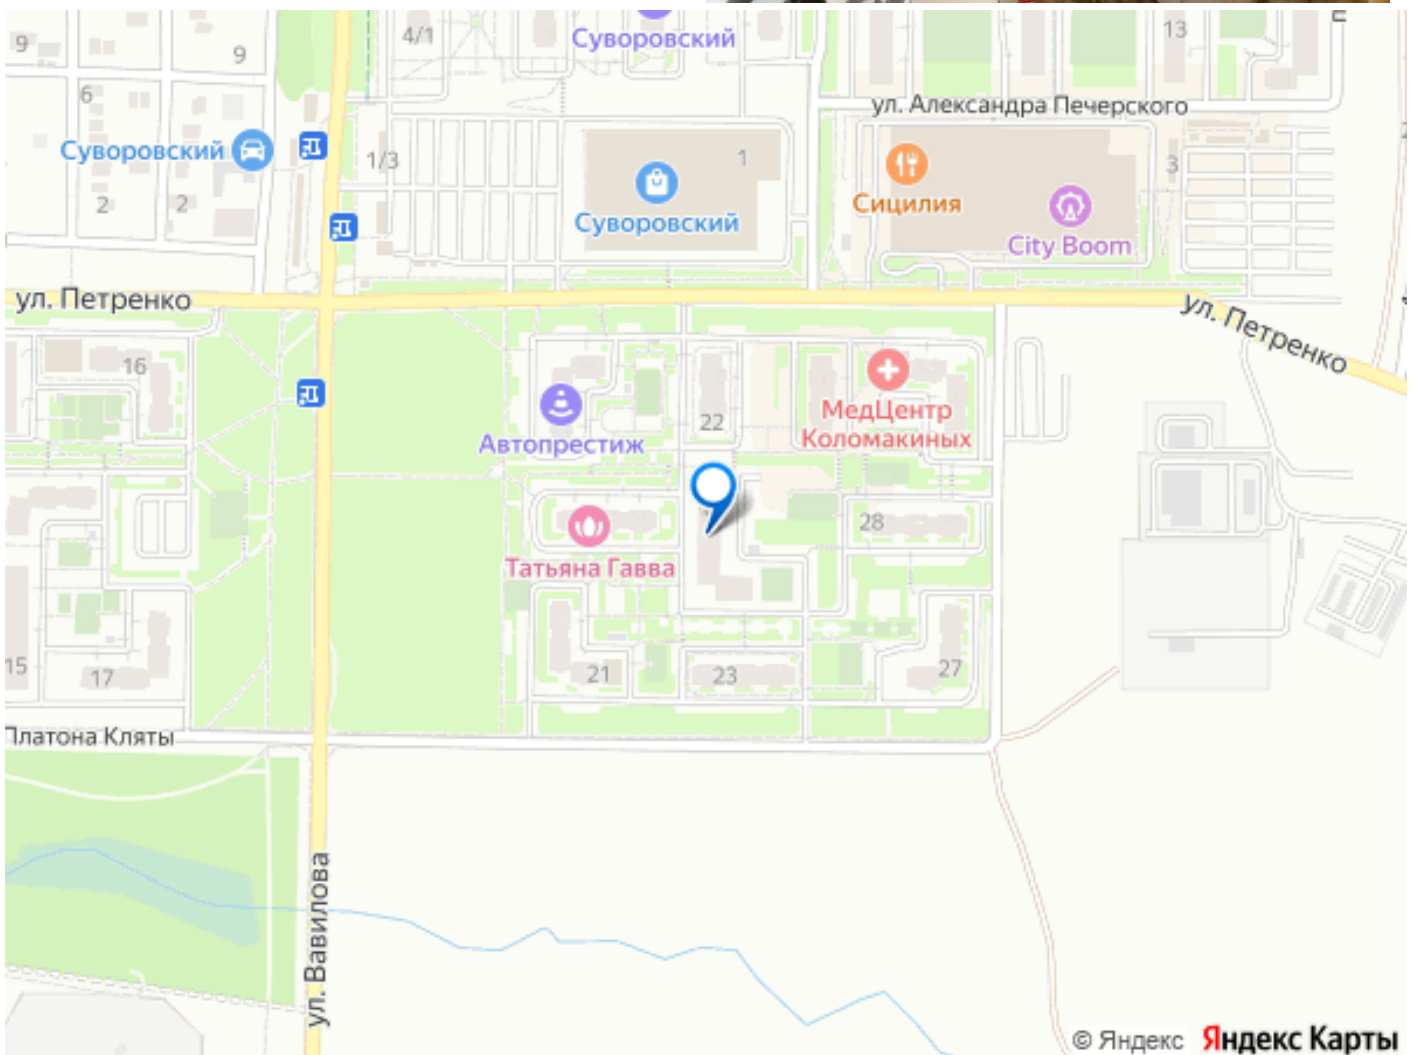 9
9
4/1
Суворовский
13
6
ул. Александра Печерского
Суворовский
1/3
1
3
2
2
Суворовский
Сицилия
City Boom
ул. Петренко
ул. Петренко
16
22
МедЦентр
Коломакиных
Автопрестиж
28
Татьяна Гавва
15
17
21
23
27
Платона Кляты
ул. Вавилова
© Яндекс Яндекс Карты